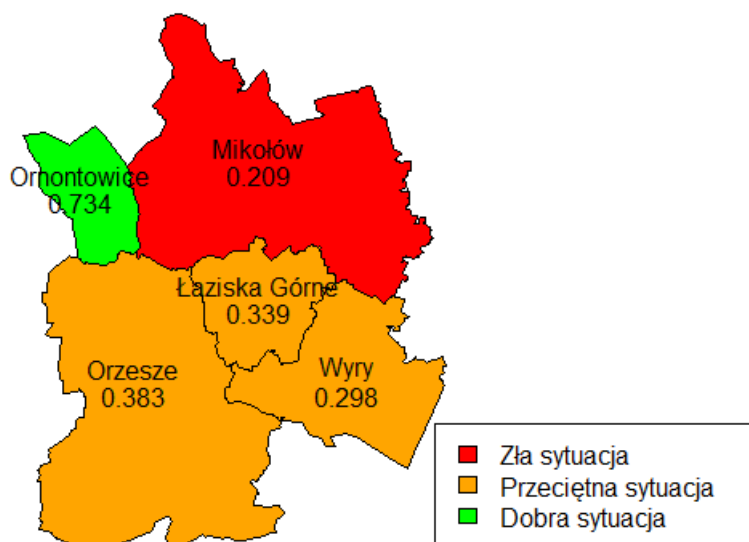 Mikołów
0.209
Ornontowice
0.734
Łaziska Górne
0.339
Orzesze
0.383
Wyry
0.298
Zła sytuacja
Przeciętna sytuacja
Dobra sytuacja